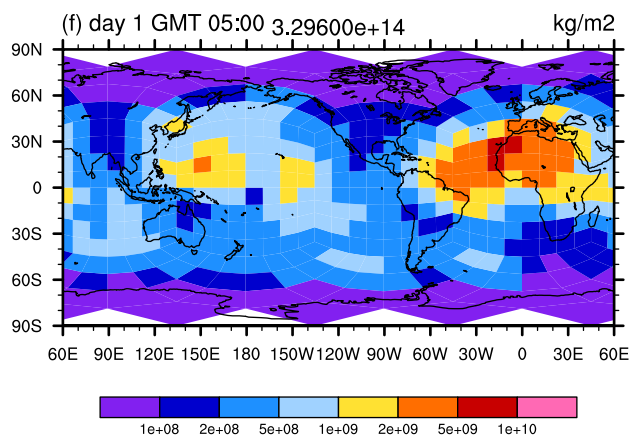 (f) day 1 GMT 05:00 3.29600e+14 kg/m2
90N
60N
30N
0
30S
60S
90S
60E 90E 120E 150E 180 150W 120W 90W 60W 30W 0 30E 60E
1e+08 2e+08 5e+08 1e+09 2e+09 5e+09 1e+10